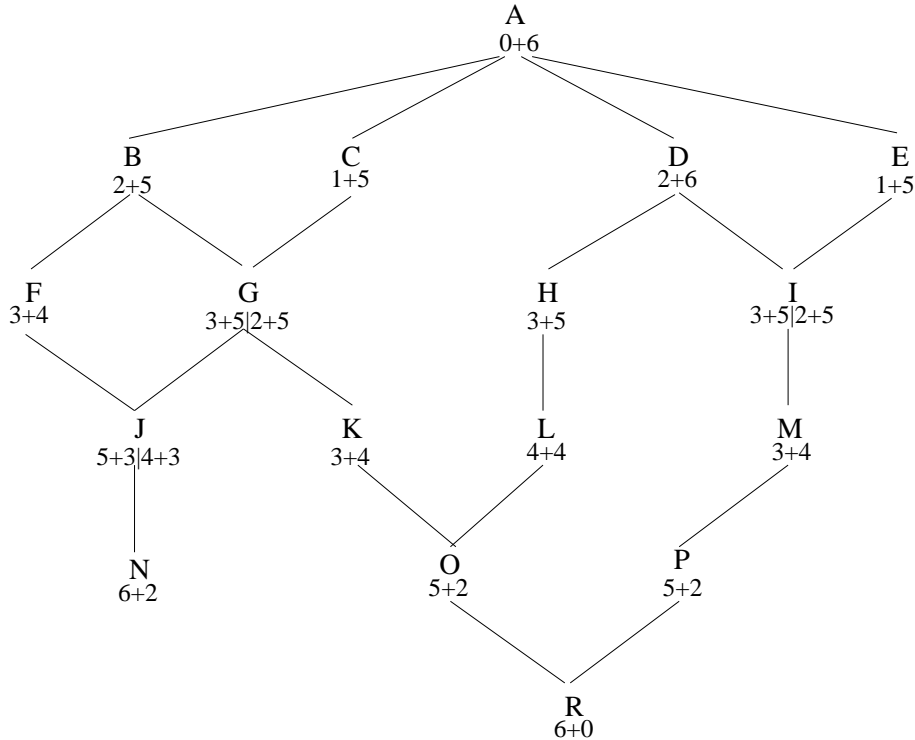 A
0+6
B C D E
2+5 1+5 2+6 1+5
F G H I
3+4 3+5|2+5 3+5 3+5|2+5
J K L M
5+3|4+3 3+4 4+4 3+4
N O P
6+2 5+2 5+2
R
6+0